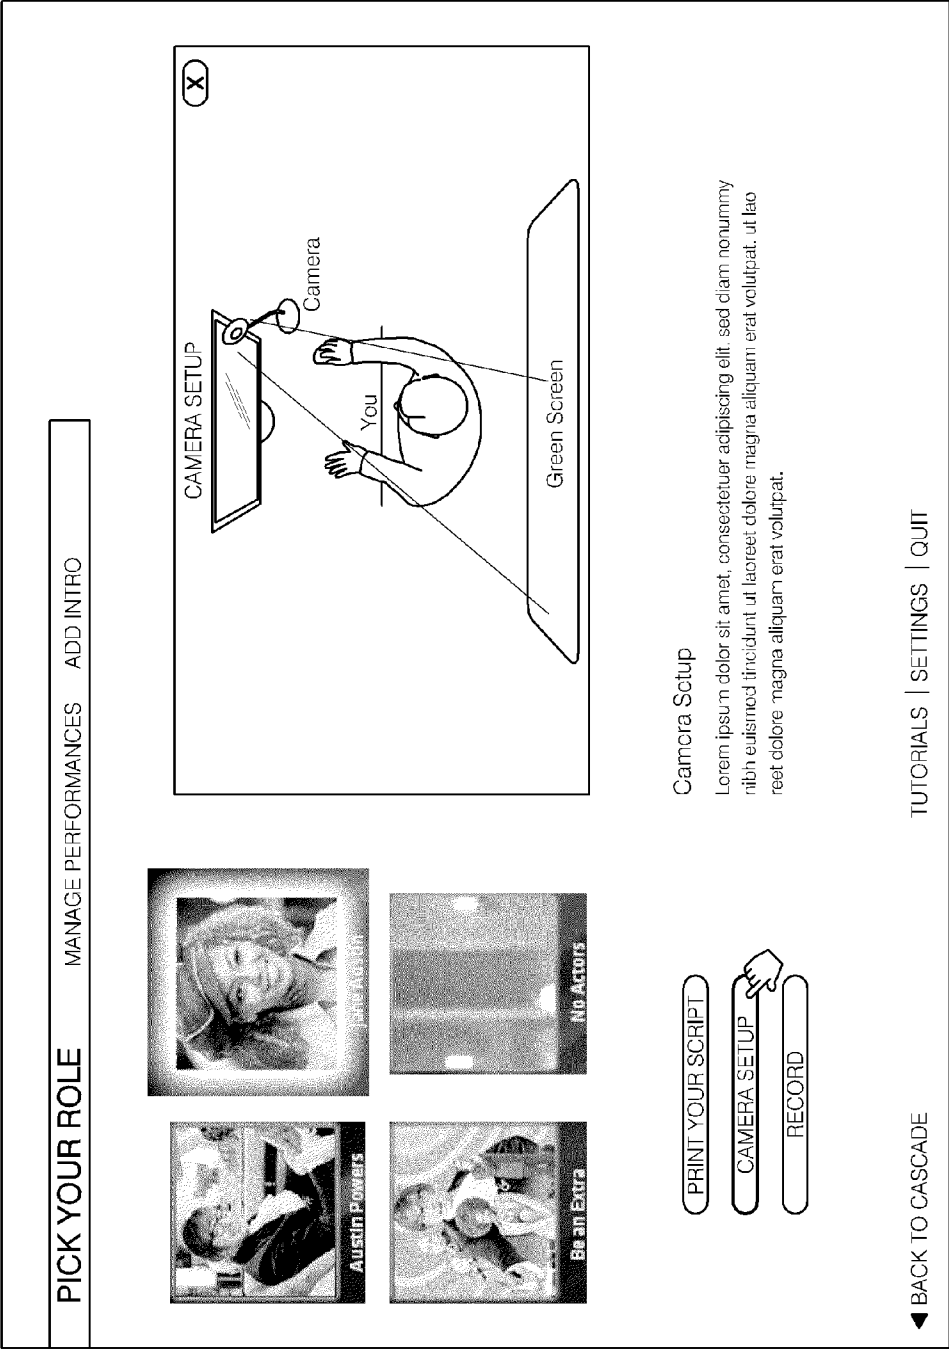 PICK YOUR ROLE
MANAGE PERFORMANCES
ADD INTRO
Austin Powers
Jane Austin
Be an Extra
No Actors
CAMERA SETUP
X
Camera
You
Green Screen
PRINT YOUR SCRIPT
CAMERA SETUP
RECORD
Camera Setup
Lorem ipsum dolor sit amet, consectetuer adipiscing elit. sed diam nonummy
nibh euismod tincidunt ut laoreet dolore magna aliquam erat volutpat. ut lao
reet dolore magna aliquam erat volutpat.
◀ BACK TO CASCADE
TUTORIALS | SETTINGS | QUIT